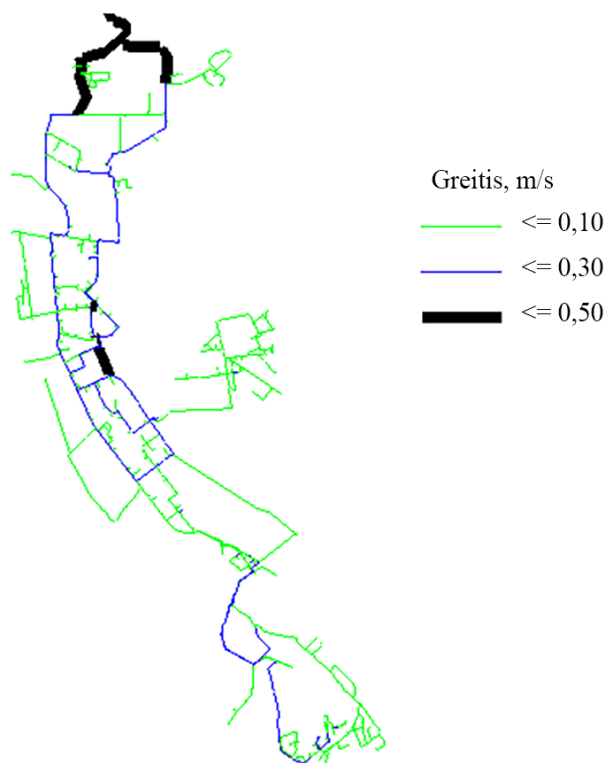 Greitis, m/s
<= 0,10
<= 0,30
<= 0,50